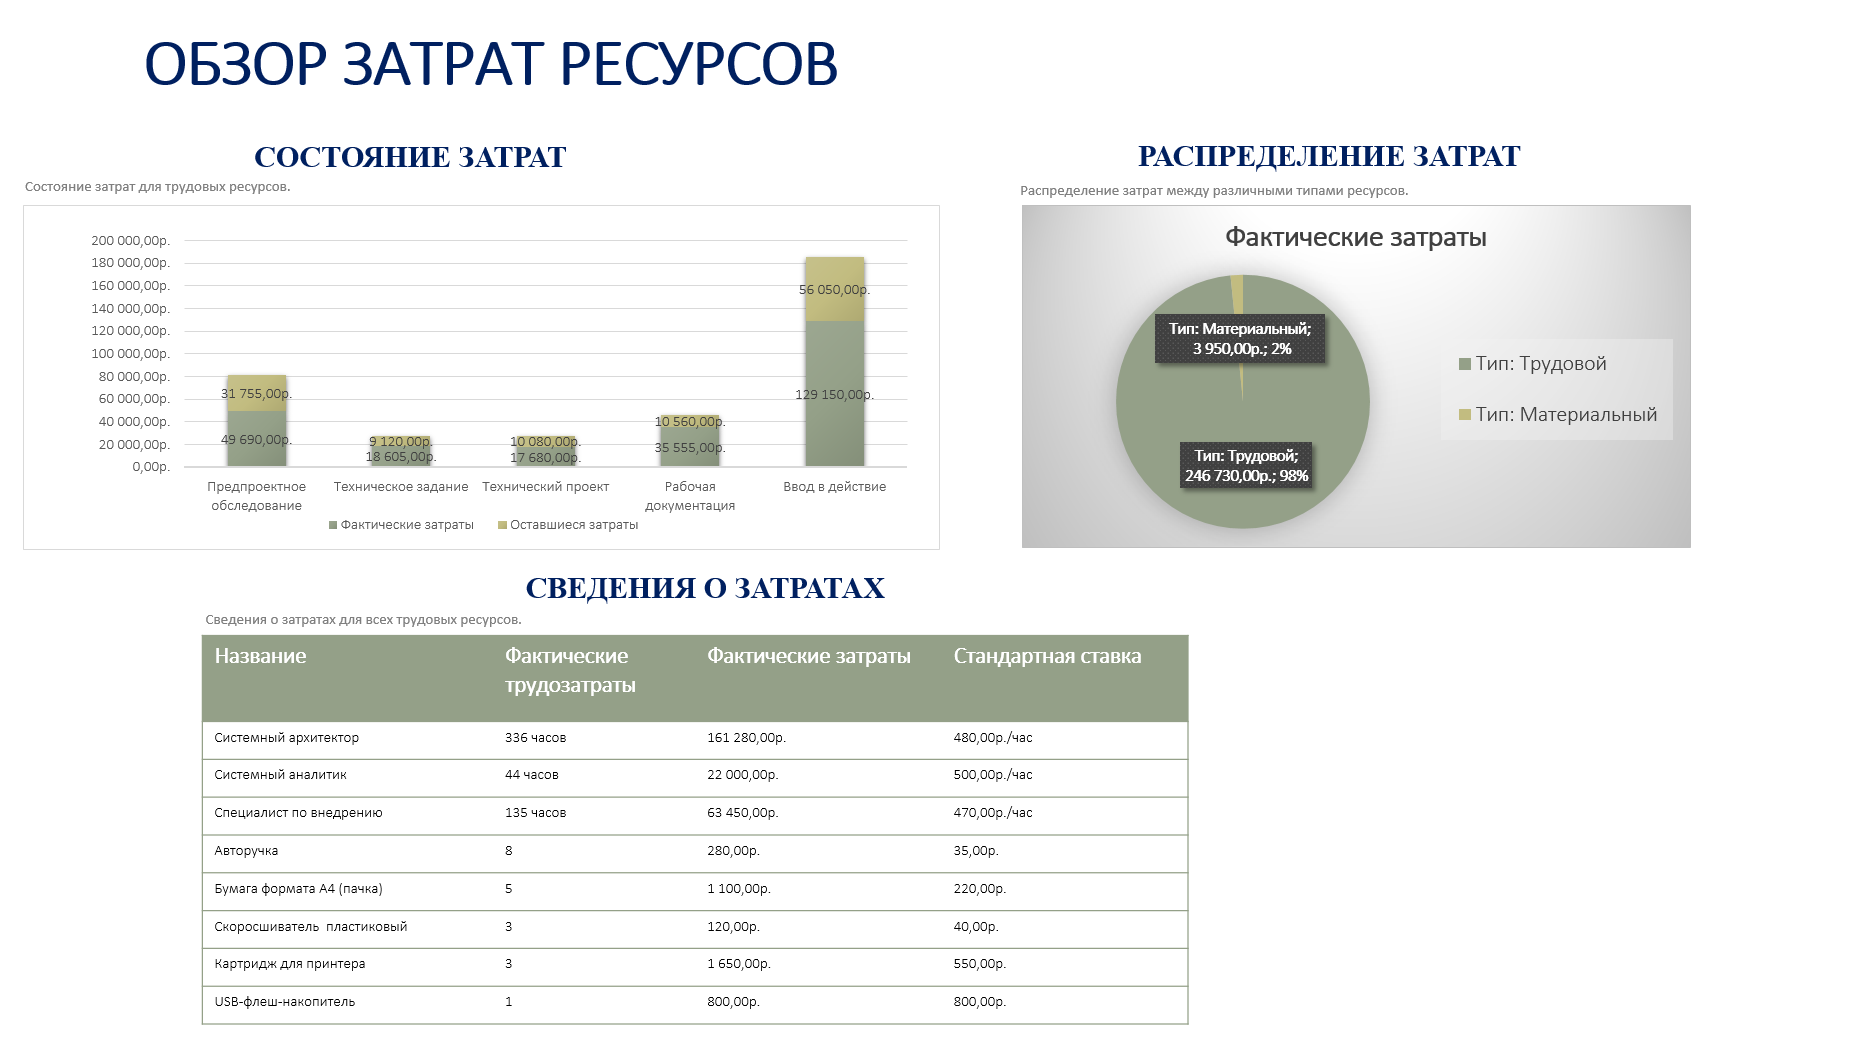 ОБЗОР ЗАТРАТ РЕСУРСОВ
СОСТОЯНИЕ ЗАТРАТ
Состояние затрат для трудовых ресурсов.
200 000,00р.
180 000,00р.
160 000,00р.
140 000,00р.
120 000,00р.
100 000,00р.
80 000,00р.
60 000,00р.
40 000,00р.
20 000,00р.
0,00р.
31 755,00р.
49 690,00р.
9 120,00р.
18 605,00р.
10 080,00р.
17 680,00р.
10 560,00р.
35 555,00р.
56 050,00р.
129 150,00р.
Предпроектное обследование
Техническое задание
Технический проект
Рабочая документация
Ввод в действие
Фактические затраты
Оставшиеся затраты
РАСПРЕДЕЛЕНИЕ ЗАТРАТ
Распределение затрат между различными типами ресурсов.
Фактические затраты
Тип: Материальный;
3 950,00р.; 2%
Тип: Трудовой;
246 730,00р.; 98%
Тип: Трудовой
Тип: Материальный
СВЕДЕНИЯ О ЗАТРАТАХ
Сведения о затратах для всех трудовых ресурсов.
Название Фактические трудозатраты Фактические затраты Стандартная ставка
Системный архитектор 336 часов 161 280,00р. 480,00р./час
Системный аналитик 44 часов 22 000,00р. 500,00р./час
Специалист по внедрению 135 часов 63 450,00р. 470,00р./час
Авторучка 8 280,00р. 35,00р.
Бумага формата А4 (пачка) 5 1 100,00р. 220,00р.
Скоросшиватель пластиковый 3 120,00р. 40,00р.
Картридж для принтера 3 1 650,00р. 550,00р.
USB-флеш-накопитель 1 800,00р. 800,00р.